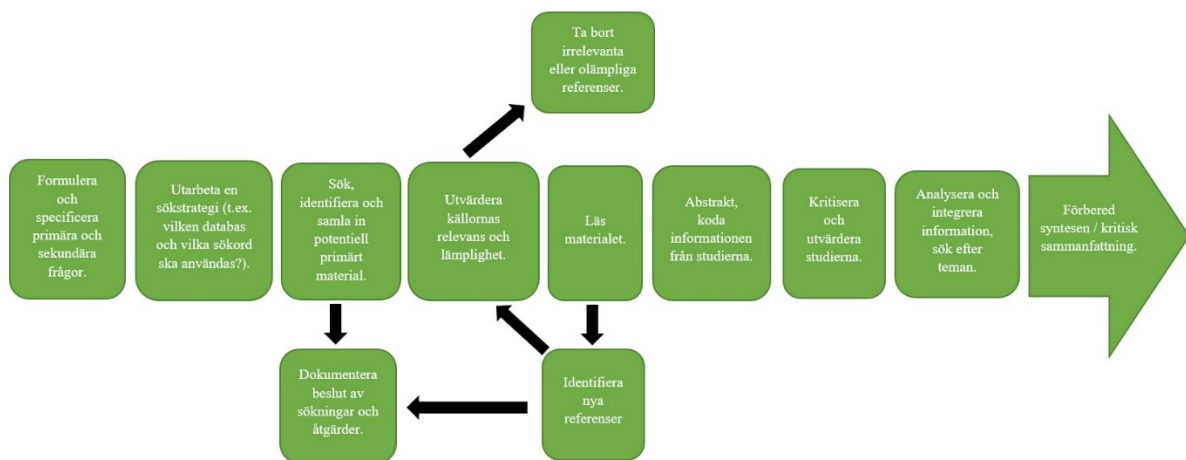 Ta bort
irrelevanta
eller olämpliga
referenser.
Formulera
och
specificera
primära och
sekundära
frågor.
Utarbeta en
sökstrategi (t.ex.
vilken databas
och vilka sökord
ska användas?).
Sök,
identifiera och
samla in
potentiell
primärt
material.
Utvärdera
källornas
relevans och
lämplighet.
Läs
materialet.
Abstrakt,
koda
informationen
från studierna.
Kritisera
och
utvärdera
studierna.
Analysera och
integrera
information,
sök efter
teman.
Förbered
syntesen / kritisk
sammanfattning.
Dokumentera
beslut av
sökningar och
åtgärder.
Identifiera
nya
referenser